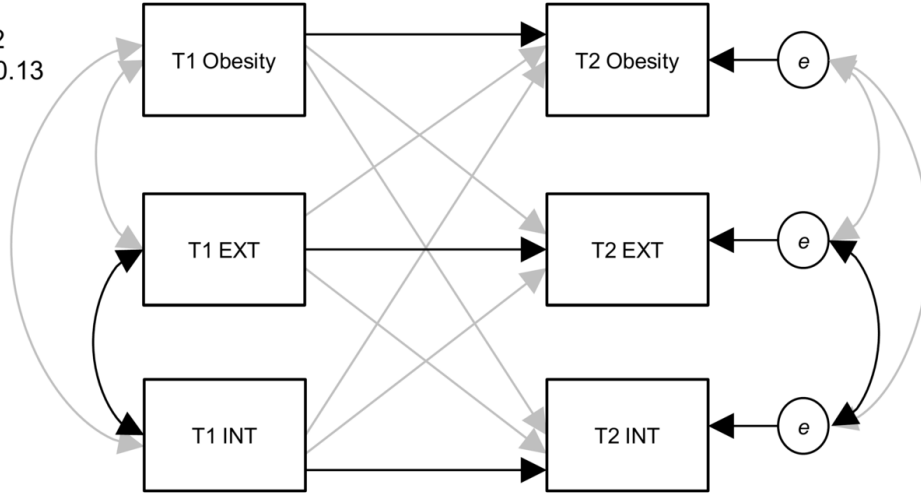 2
0.13
T1 Obesity
T2 Obesity
e
T1 EXT
T2 EXT
e
T1 INT
T2 INT
e